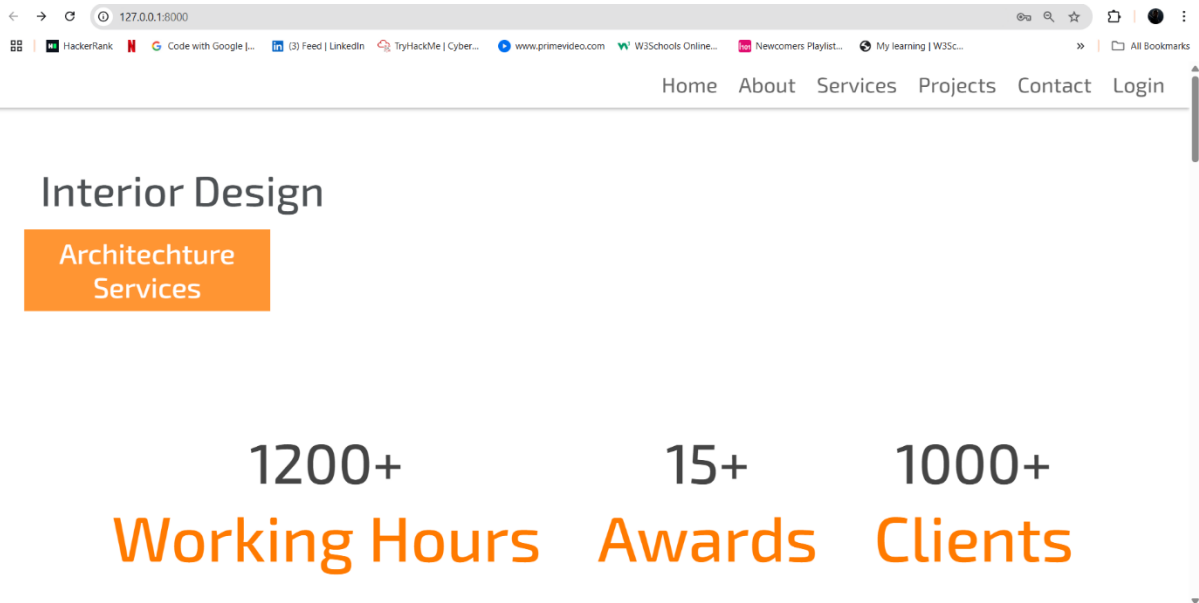 127.0.0.1:8000
HackerRank Code with Google |... (3) Feed | LinkedIn TryHackMe | Cyber... www.primevideo.com W3Schools Online... Newcomers Playlist... My learning | W3Sc... » All Bookmarks
Home About Services Projects Contact Login
Interior Design
Architechture
Services
1200+ 15+ 1000+
Working Hours Awards Clients